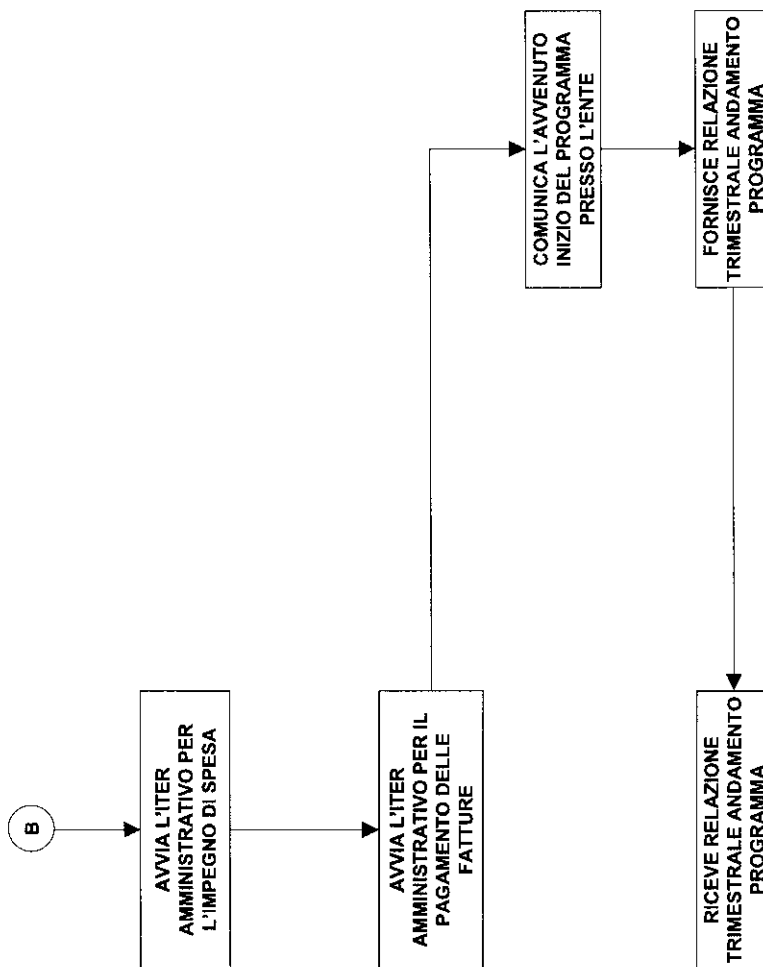 B
AVVIA L'ITER
AMMINISTRATIVO PER
L'IMPEGNO DI SPESA
AVVIA L'ITER
AMMINISTRATIVO PER IL
PAGAMENTO DELLE
FATTURE
COMUNICA L'AVVENUTO
INIZIO DEL PROGRAMMA
PRESSO L'ENTE
FORNISCE RELAZIONE
TRIMESTRALE ANDAMENTO
PROGRAMMA
RICEVE RELAZIONE
TRIMESTRALE ANDAMENTO
PROGRAMMA